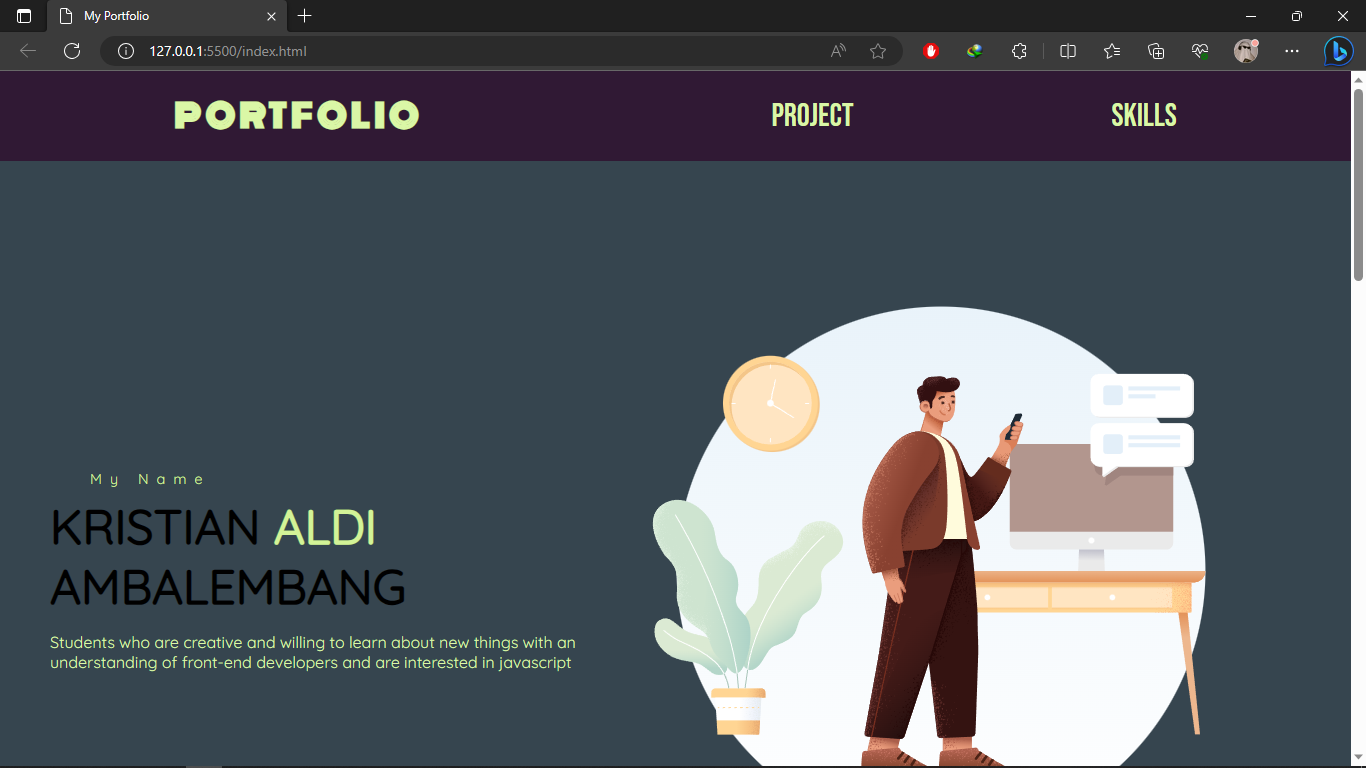 My Portfolio
127.0.0.1:5500/index.html
PORTFOLIO
PROJECT
SKILLS
My Name
KRISTIAN ALDI
AMBALEMBANG
Students who are creative and willing to learn about new things with an
understanding of front-end developers and are interested in javascript